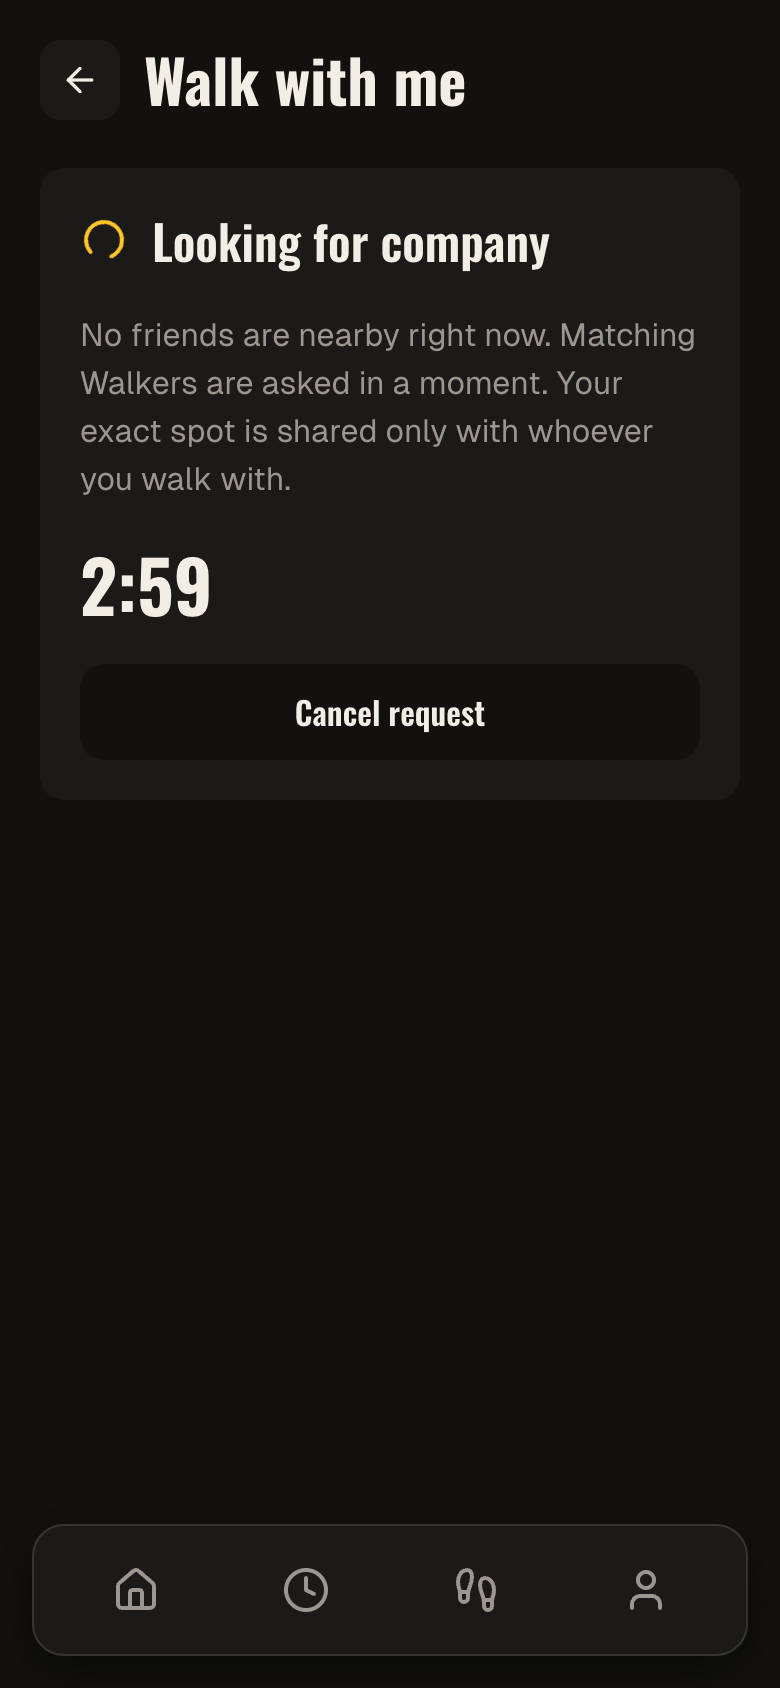 Walk with me
Looking for company
No friends are nearby right now. Matching
Walkers are asked in a moment. Your
exact spot is shared only with whoever
you walk with.
2:59
Cancel request